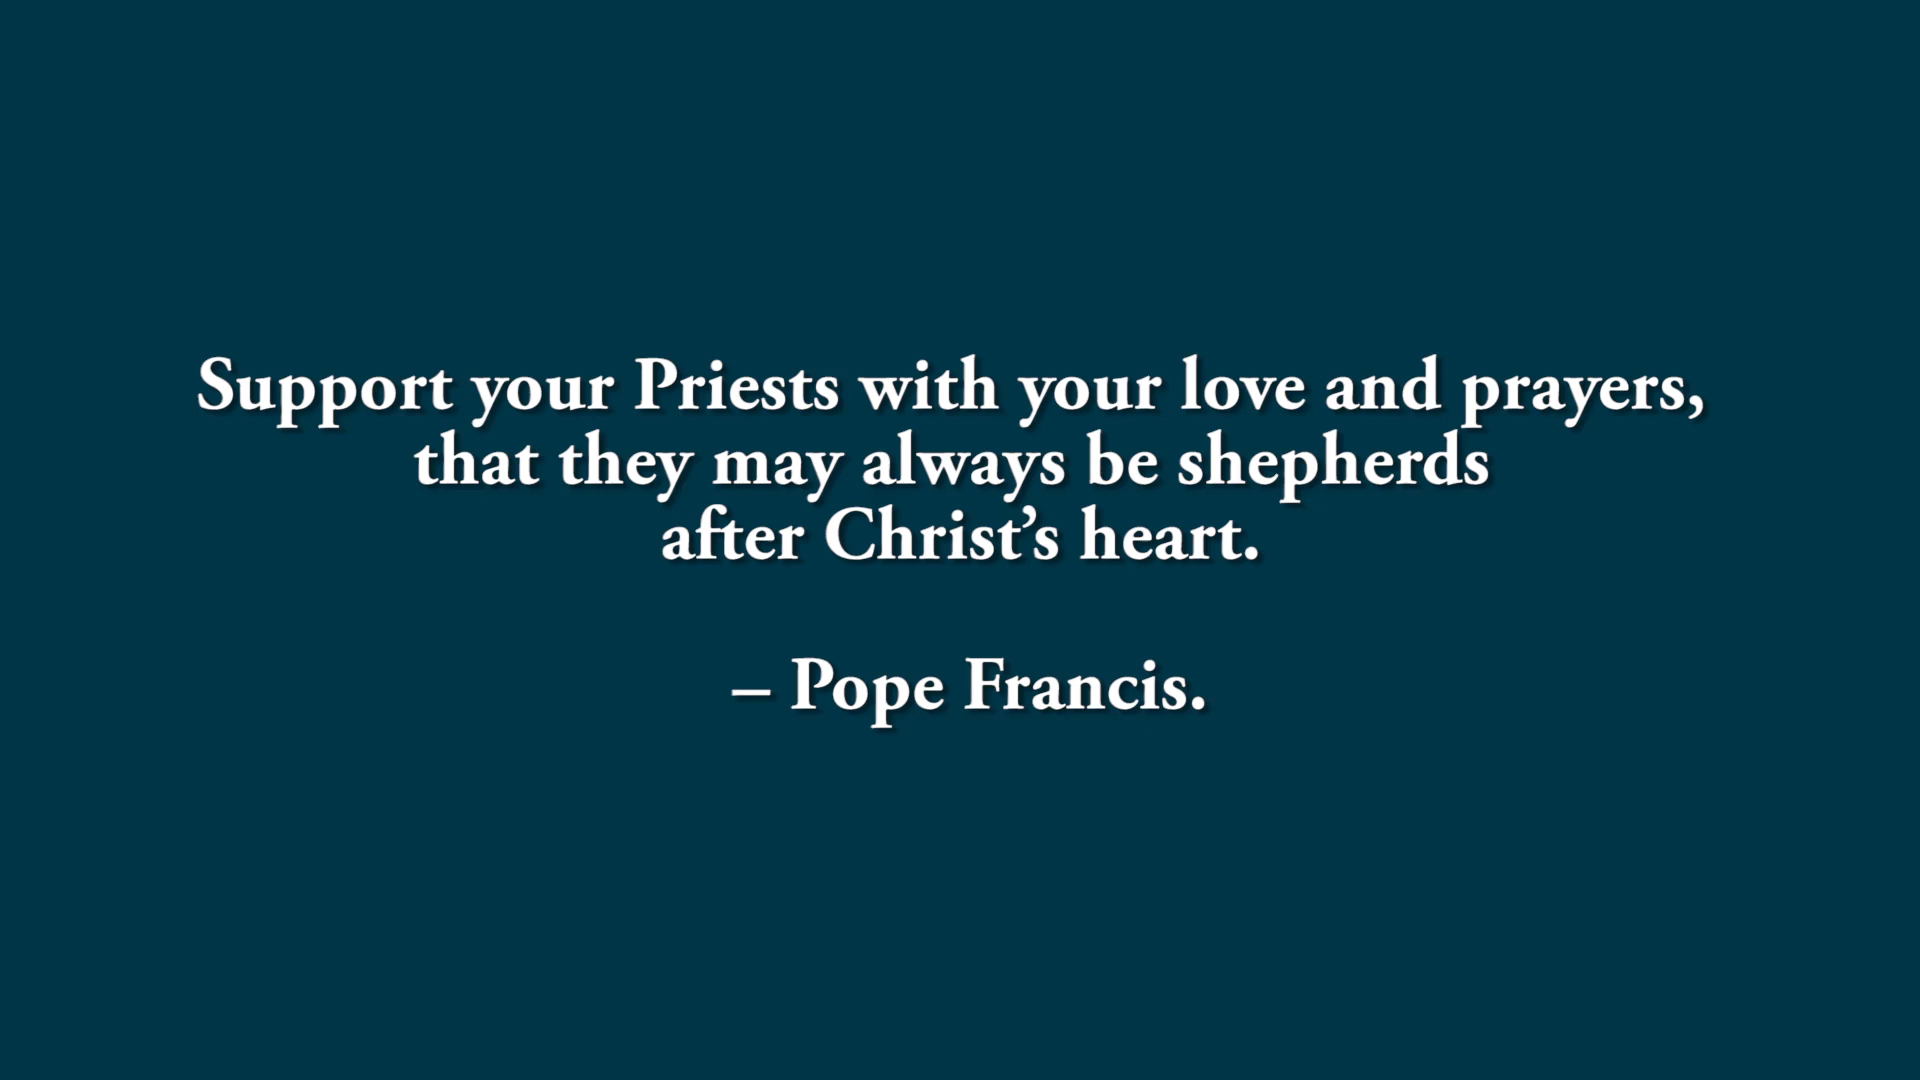 Support your Priests with your love and prayers,
that they may always be shepherds
after Christ’s heart.
– Pope Francis.